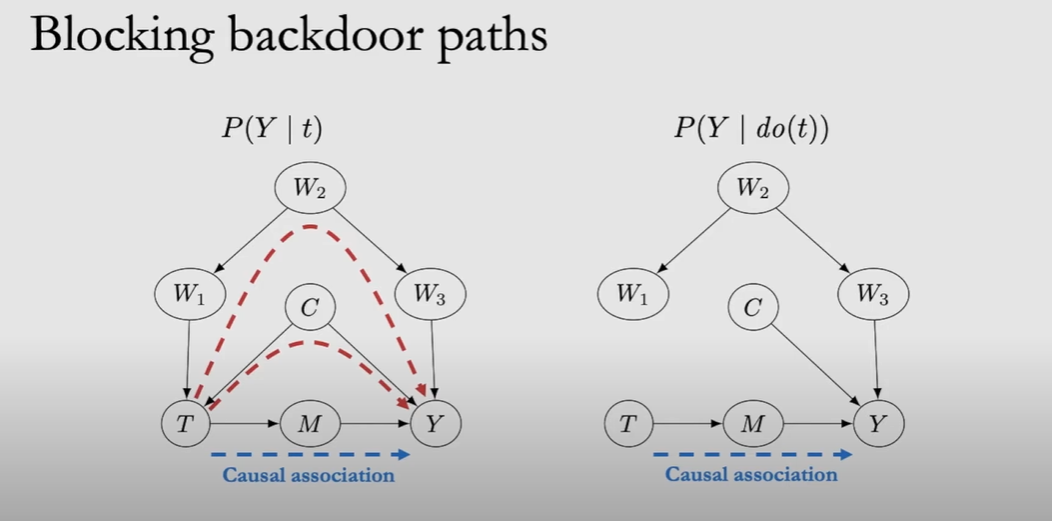 Blocking backdoor paths
P(Y | t)
P(Y | do(t))
W₂
W₂
W₁
C
W₃
W₁
C
W₃
T
M
Y
T
M
Y
Causal association
Causal association